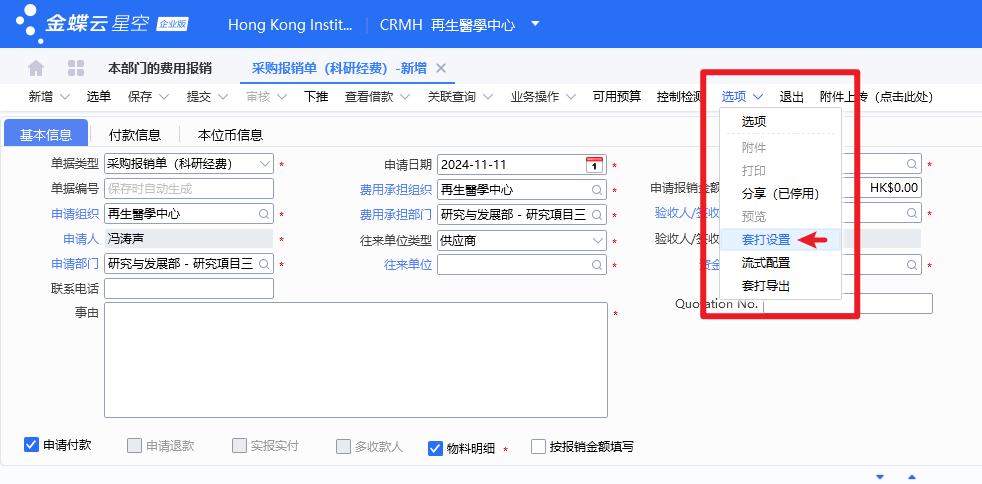 金蝶云 星空 企业版 Hong Kong Instit... CRMH 再生醫學中心
本部门的费用报销 采购报销单（科研经费）-新增
新增 选单 保存 提交 审核 下推 查看借款 关联查询 业务操作 可用预算 控制检测 选项 退出 附件上传（点击此处）
基本信息 付款信息 本位币信息
选项
附件
打印
分享（已停用）
预览
套打设置
流式配置
套打导出
单据类型 采购报销单（科研经费） * 申请日期 2024-11-11 1 * *
单据编号 保存时自动生成 费用承担组织 再生醫學中心 * 申请报销金额 HK$0.00
申请组织 再生醫學中心 * 费用承担部门 研究与发展部 - 研究項目三 * 验收人/签收 *
申请人 冯涛声 * 往来单位类型 供应商 * 验收人/签收
申请部门 研究与发展部 - 研究項目三 * 往来单位 * 资金 *
联系电话 Quotation No.
事由 *
申请付款 申请退款 实报实付 多收款人 物料明细 * 按报销金额填写